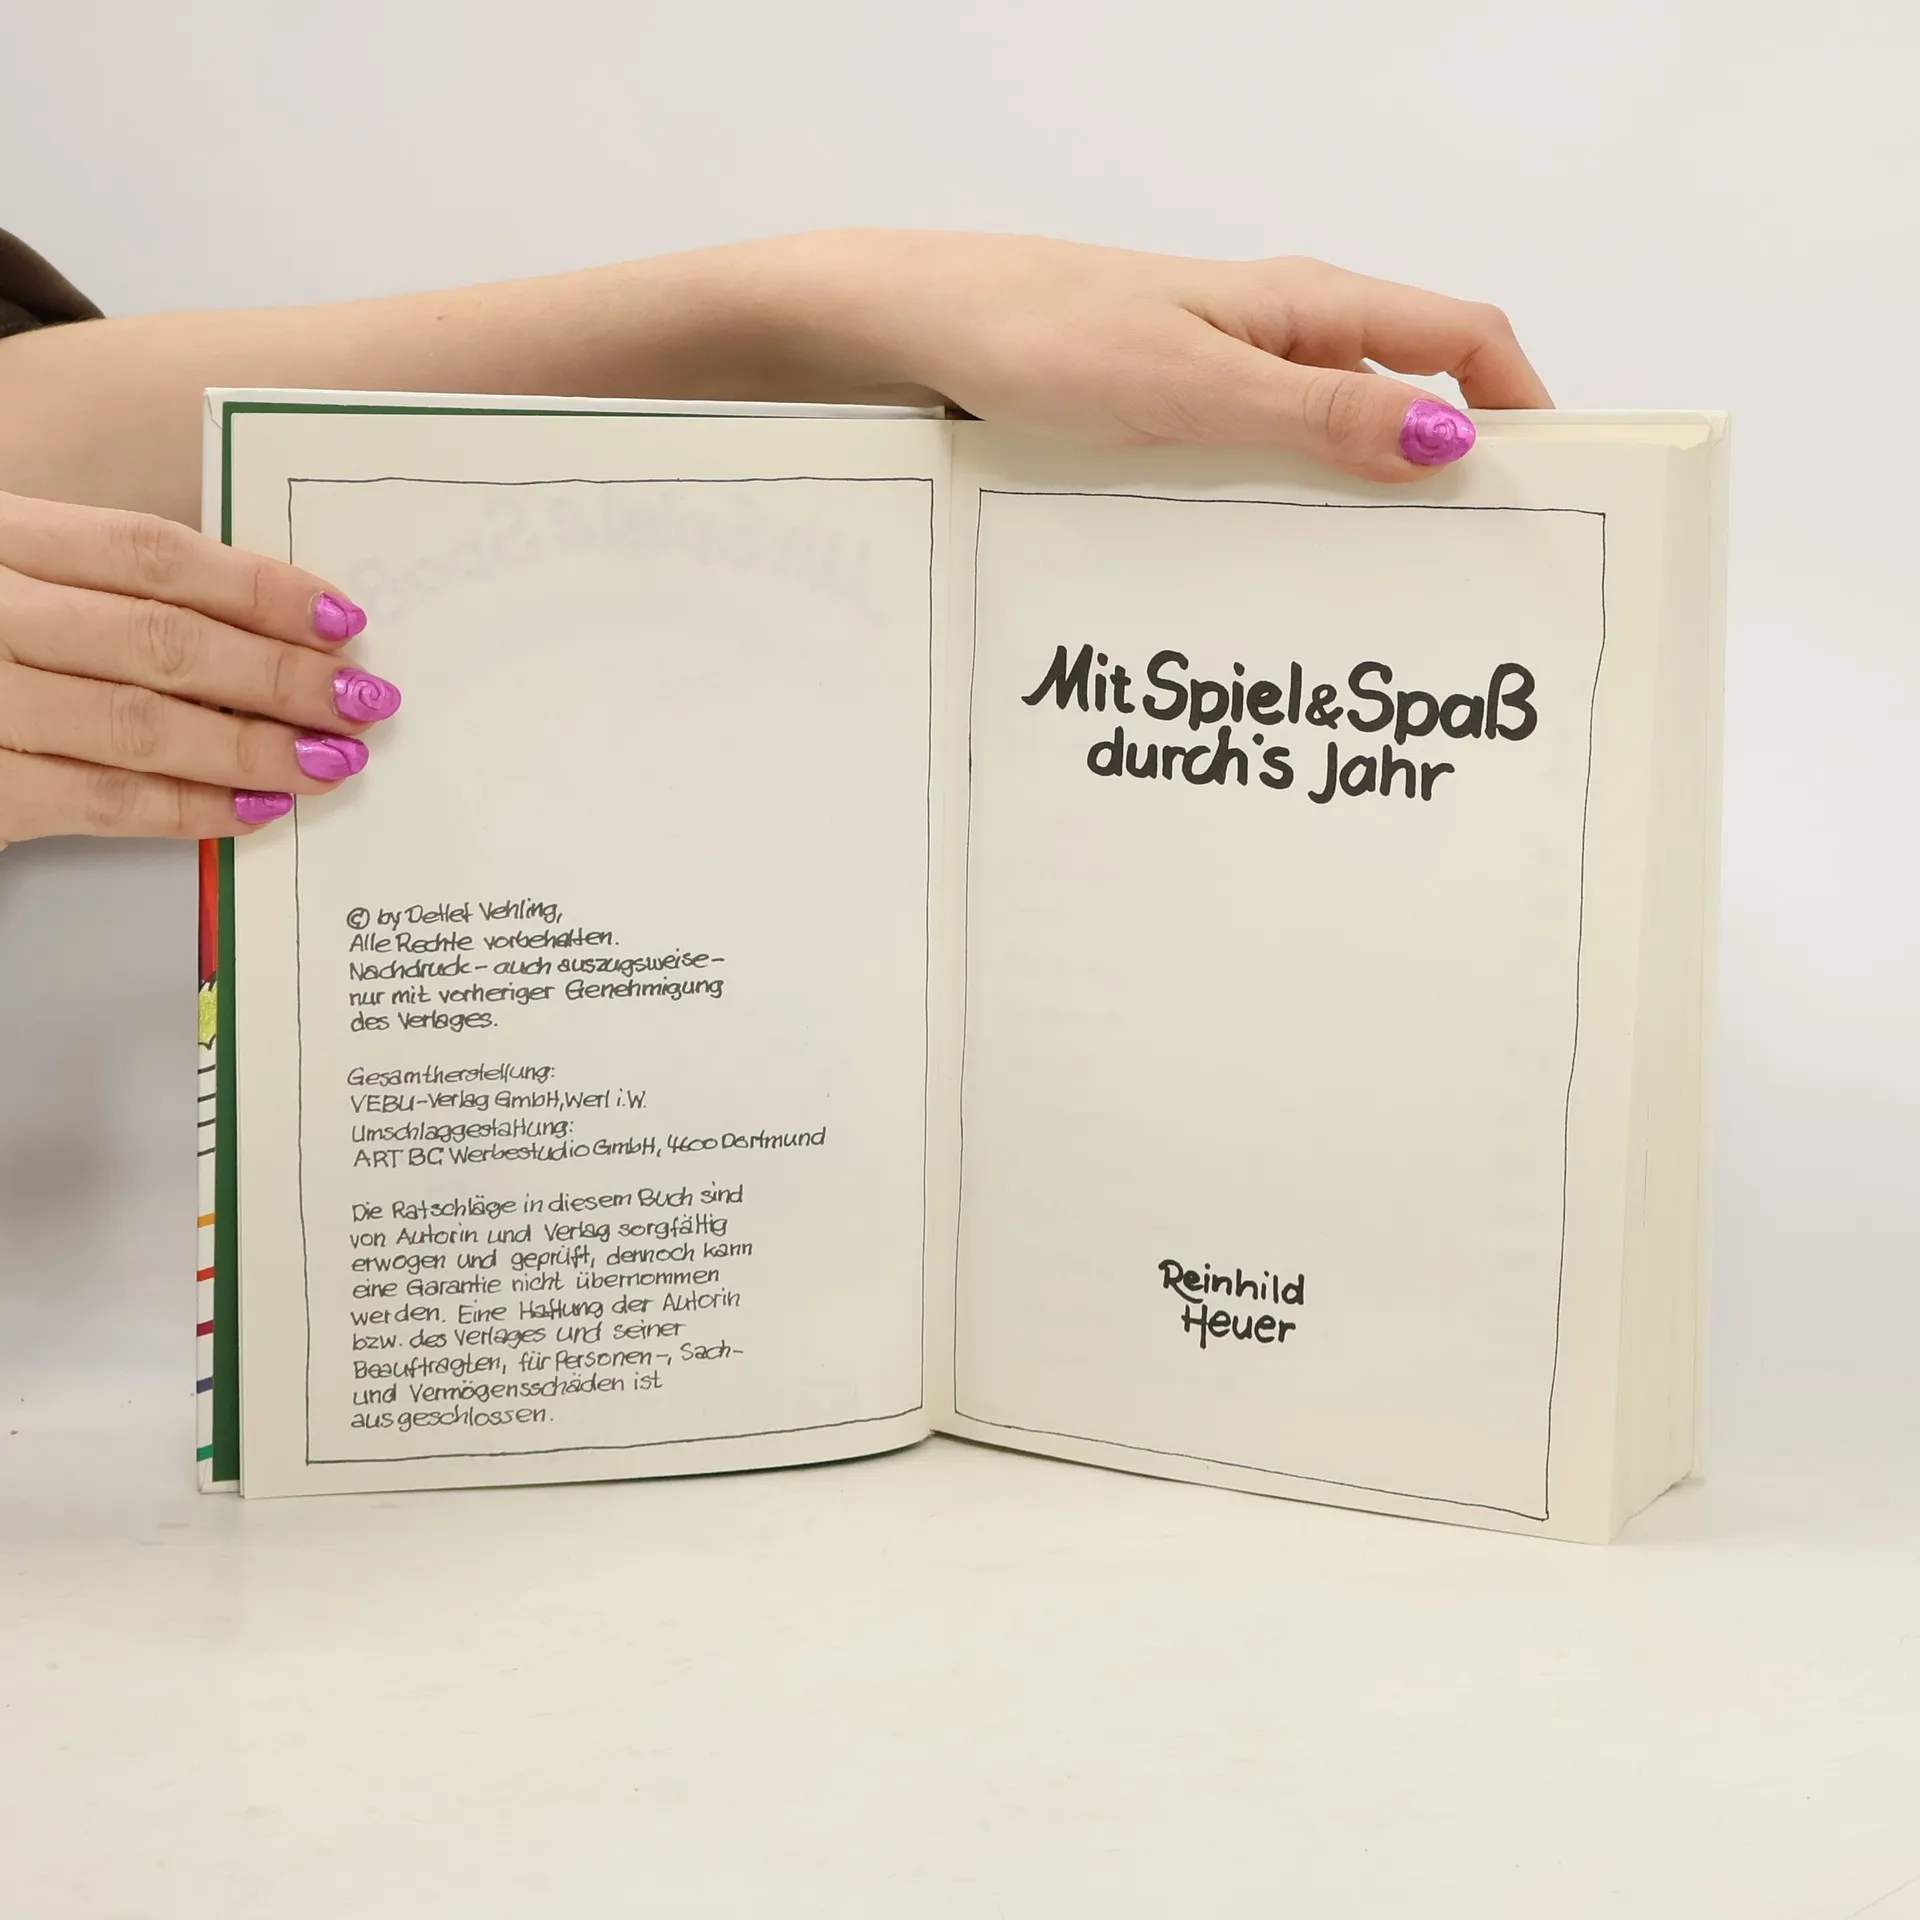 © by Detlef Vehling,
Alle Rechte vorbehalten.
Nachdruck - auch auszugsweise -
nur mit vorheriger Genehmigung
des Verlages.
Gesamtherstellung:
VEBU-Verlag GmbH, Werl i.W.
Umschlaggestaltung:
ART BC Werbestudio GmbH, 4600 Dortmund
Die Ratschläge in diesem Buch sind
von Autorin und Verlag sorgfältig
erwogen und geprüft, dennoch kann
eine Garantie nicht übernommen
werden. Eine Haftung der Autorin
bzw. des Verlages und seiner
Beauftragten, für Personen-, Sach-
und Vermögensschäden ist
ausgeschlossen.
Mit Spiel & Spaß
durch's Jahr
Reinhild
Heuer